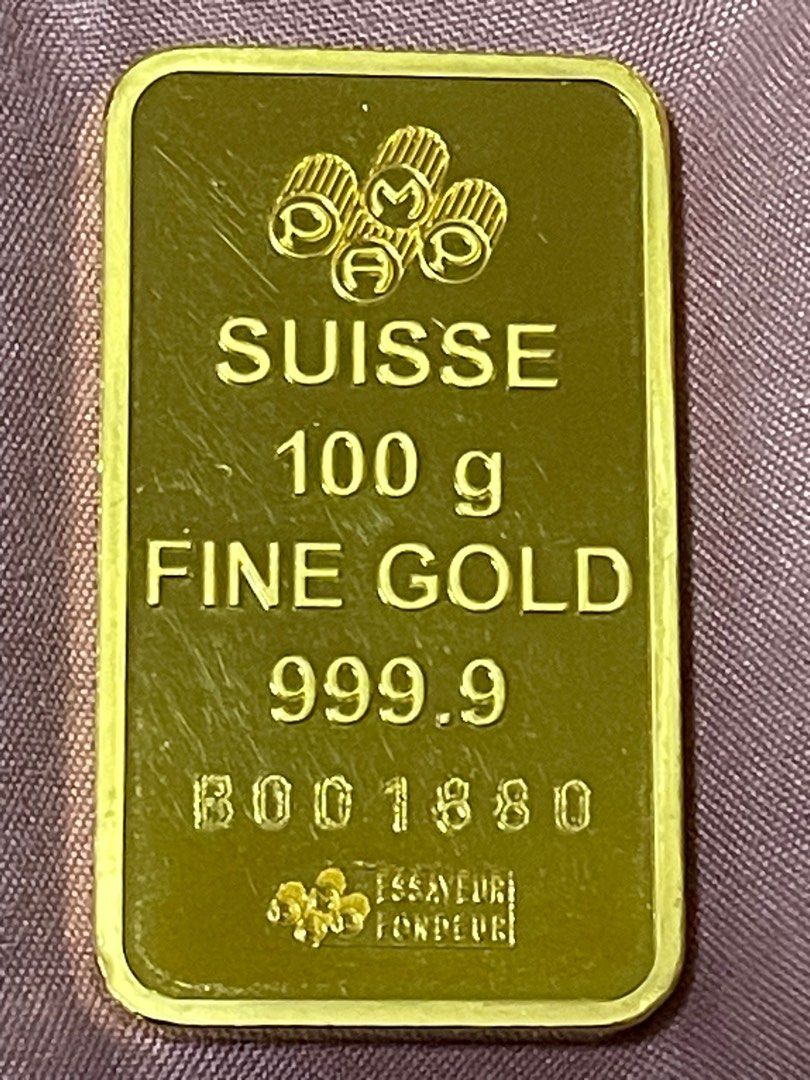 PAMP
SUISSE
100 g
FINE GOLD
999.9
B001880
ESSAYEUR
FONDEUR